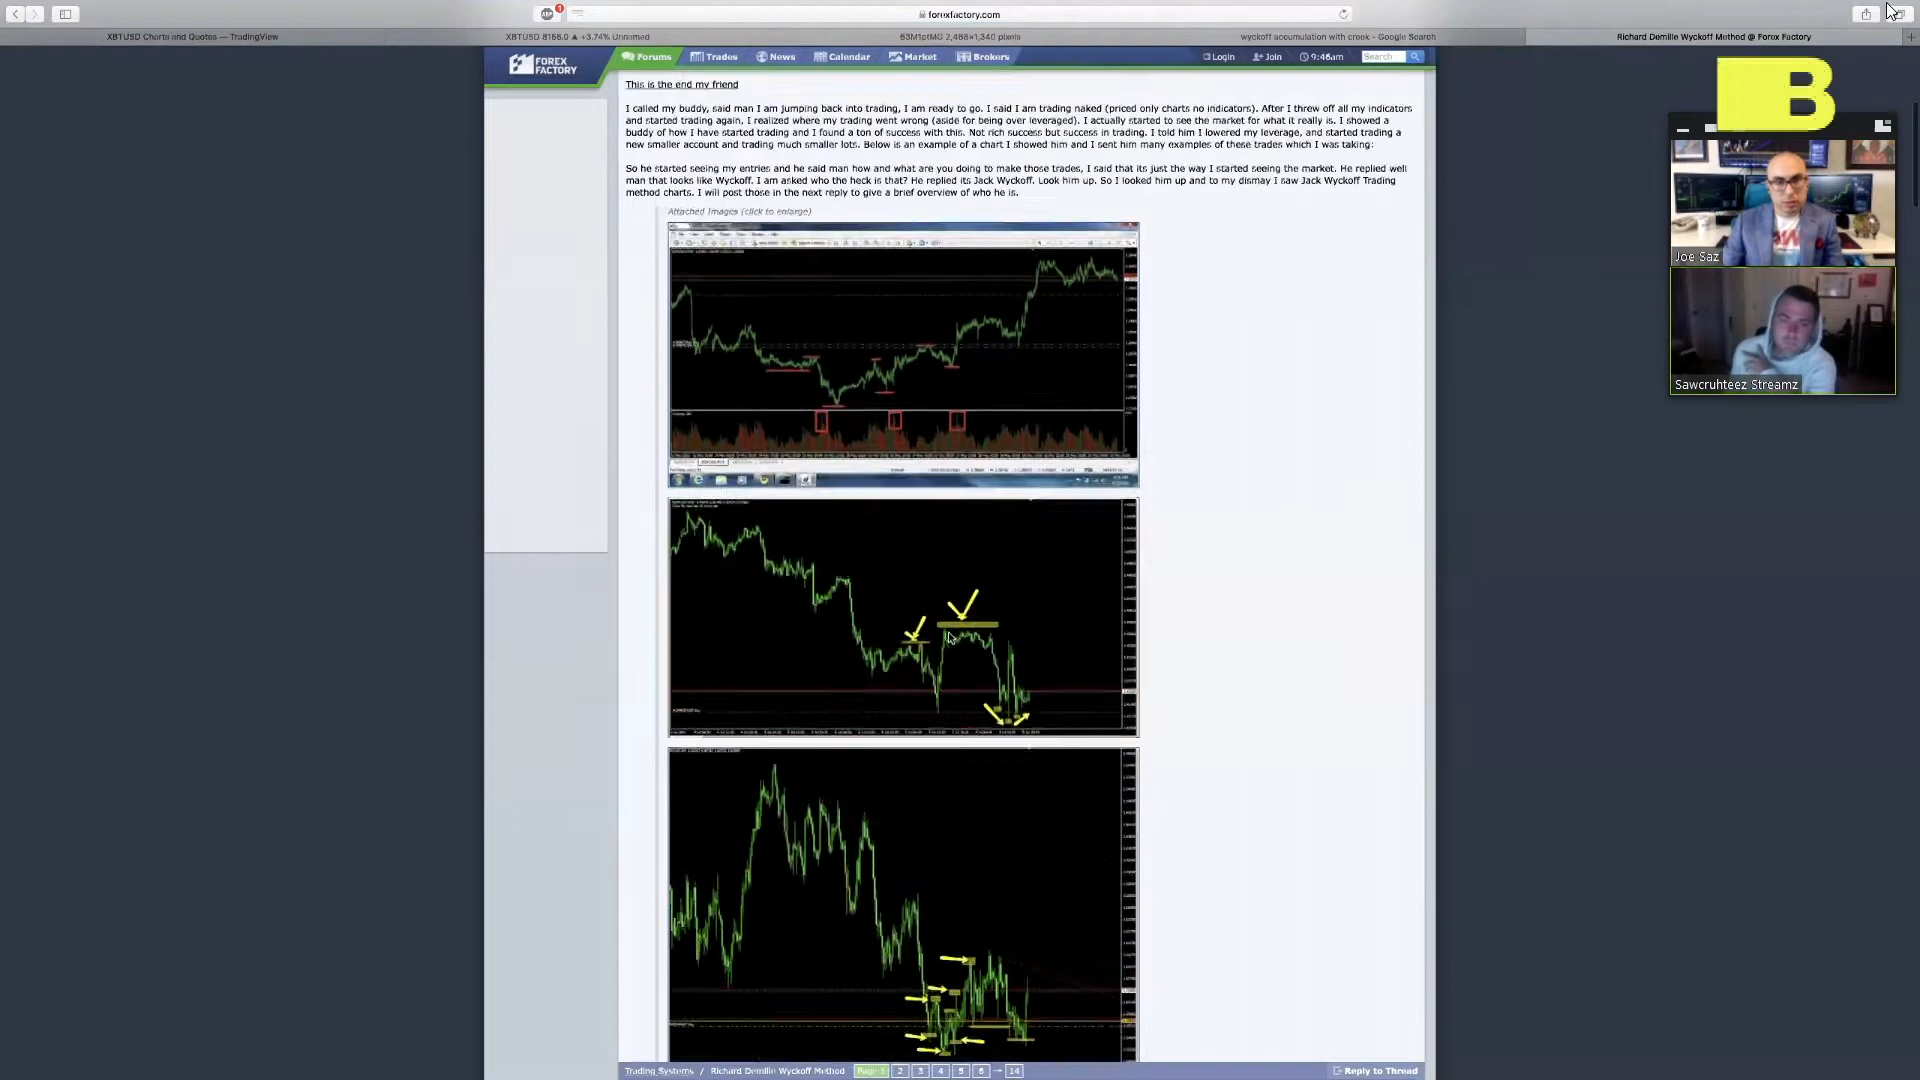 forexfactory.com
XBTUSD Charts and Quotes — TradingView
XBTUSD 8168.0 ▲ +3.74% Unnamed
63M1ptMG 2,468×1,340 pixels
wyckoff accumulation with creek - Google Search
Richard Demille Wyckoff Method @ Forex Factory
FOREX
FACTORY
Forums
Trades
News
Calendar
Market
Brokers
Login
Join
9:46am
Search
B
This is the end my friend
I called my buddy, said man I am jumping back into trading, I am ready to go. I said I am trading naked (priced only charts no indicators). After I threw off all my indicators
and started trading again, I realized where my trading went wrong (aside for being over leveraged). I actually started to see the market for what it really is. I showed a
buddy of how I have started trading and I found a ton of success with this. Not rich success but success in trading. I told him I lowered my leverage, and started trading a
new smaller account and trading much smaller lots. Below is an example of a chart I showed him and I sent him many examples of these trades which I was taking:
So he started seeing my entries and he said man how and what are you doing to make those trades, I said that its just the way I started seeing the market. He replied well
man that looks like Wyckoff. I am asked who the heck is that? He replied its Jack Wyckoff. Look him up. So I looked him up and to my dismay I saw Jack Wyckoff Trading
method charts. I will post those in the next reply to give a brief overview of who he is.
Attached Images (click to enlarge)
Joe Saz
Sawcruhteez Streamz
Trading Systems / Richard Demille Wyckoff Method
Page 1 2 3 4 5 6 → 14
Reply to Thread